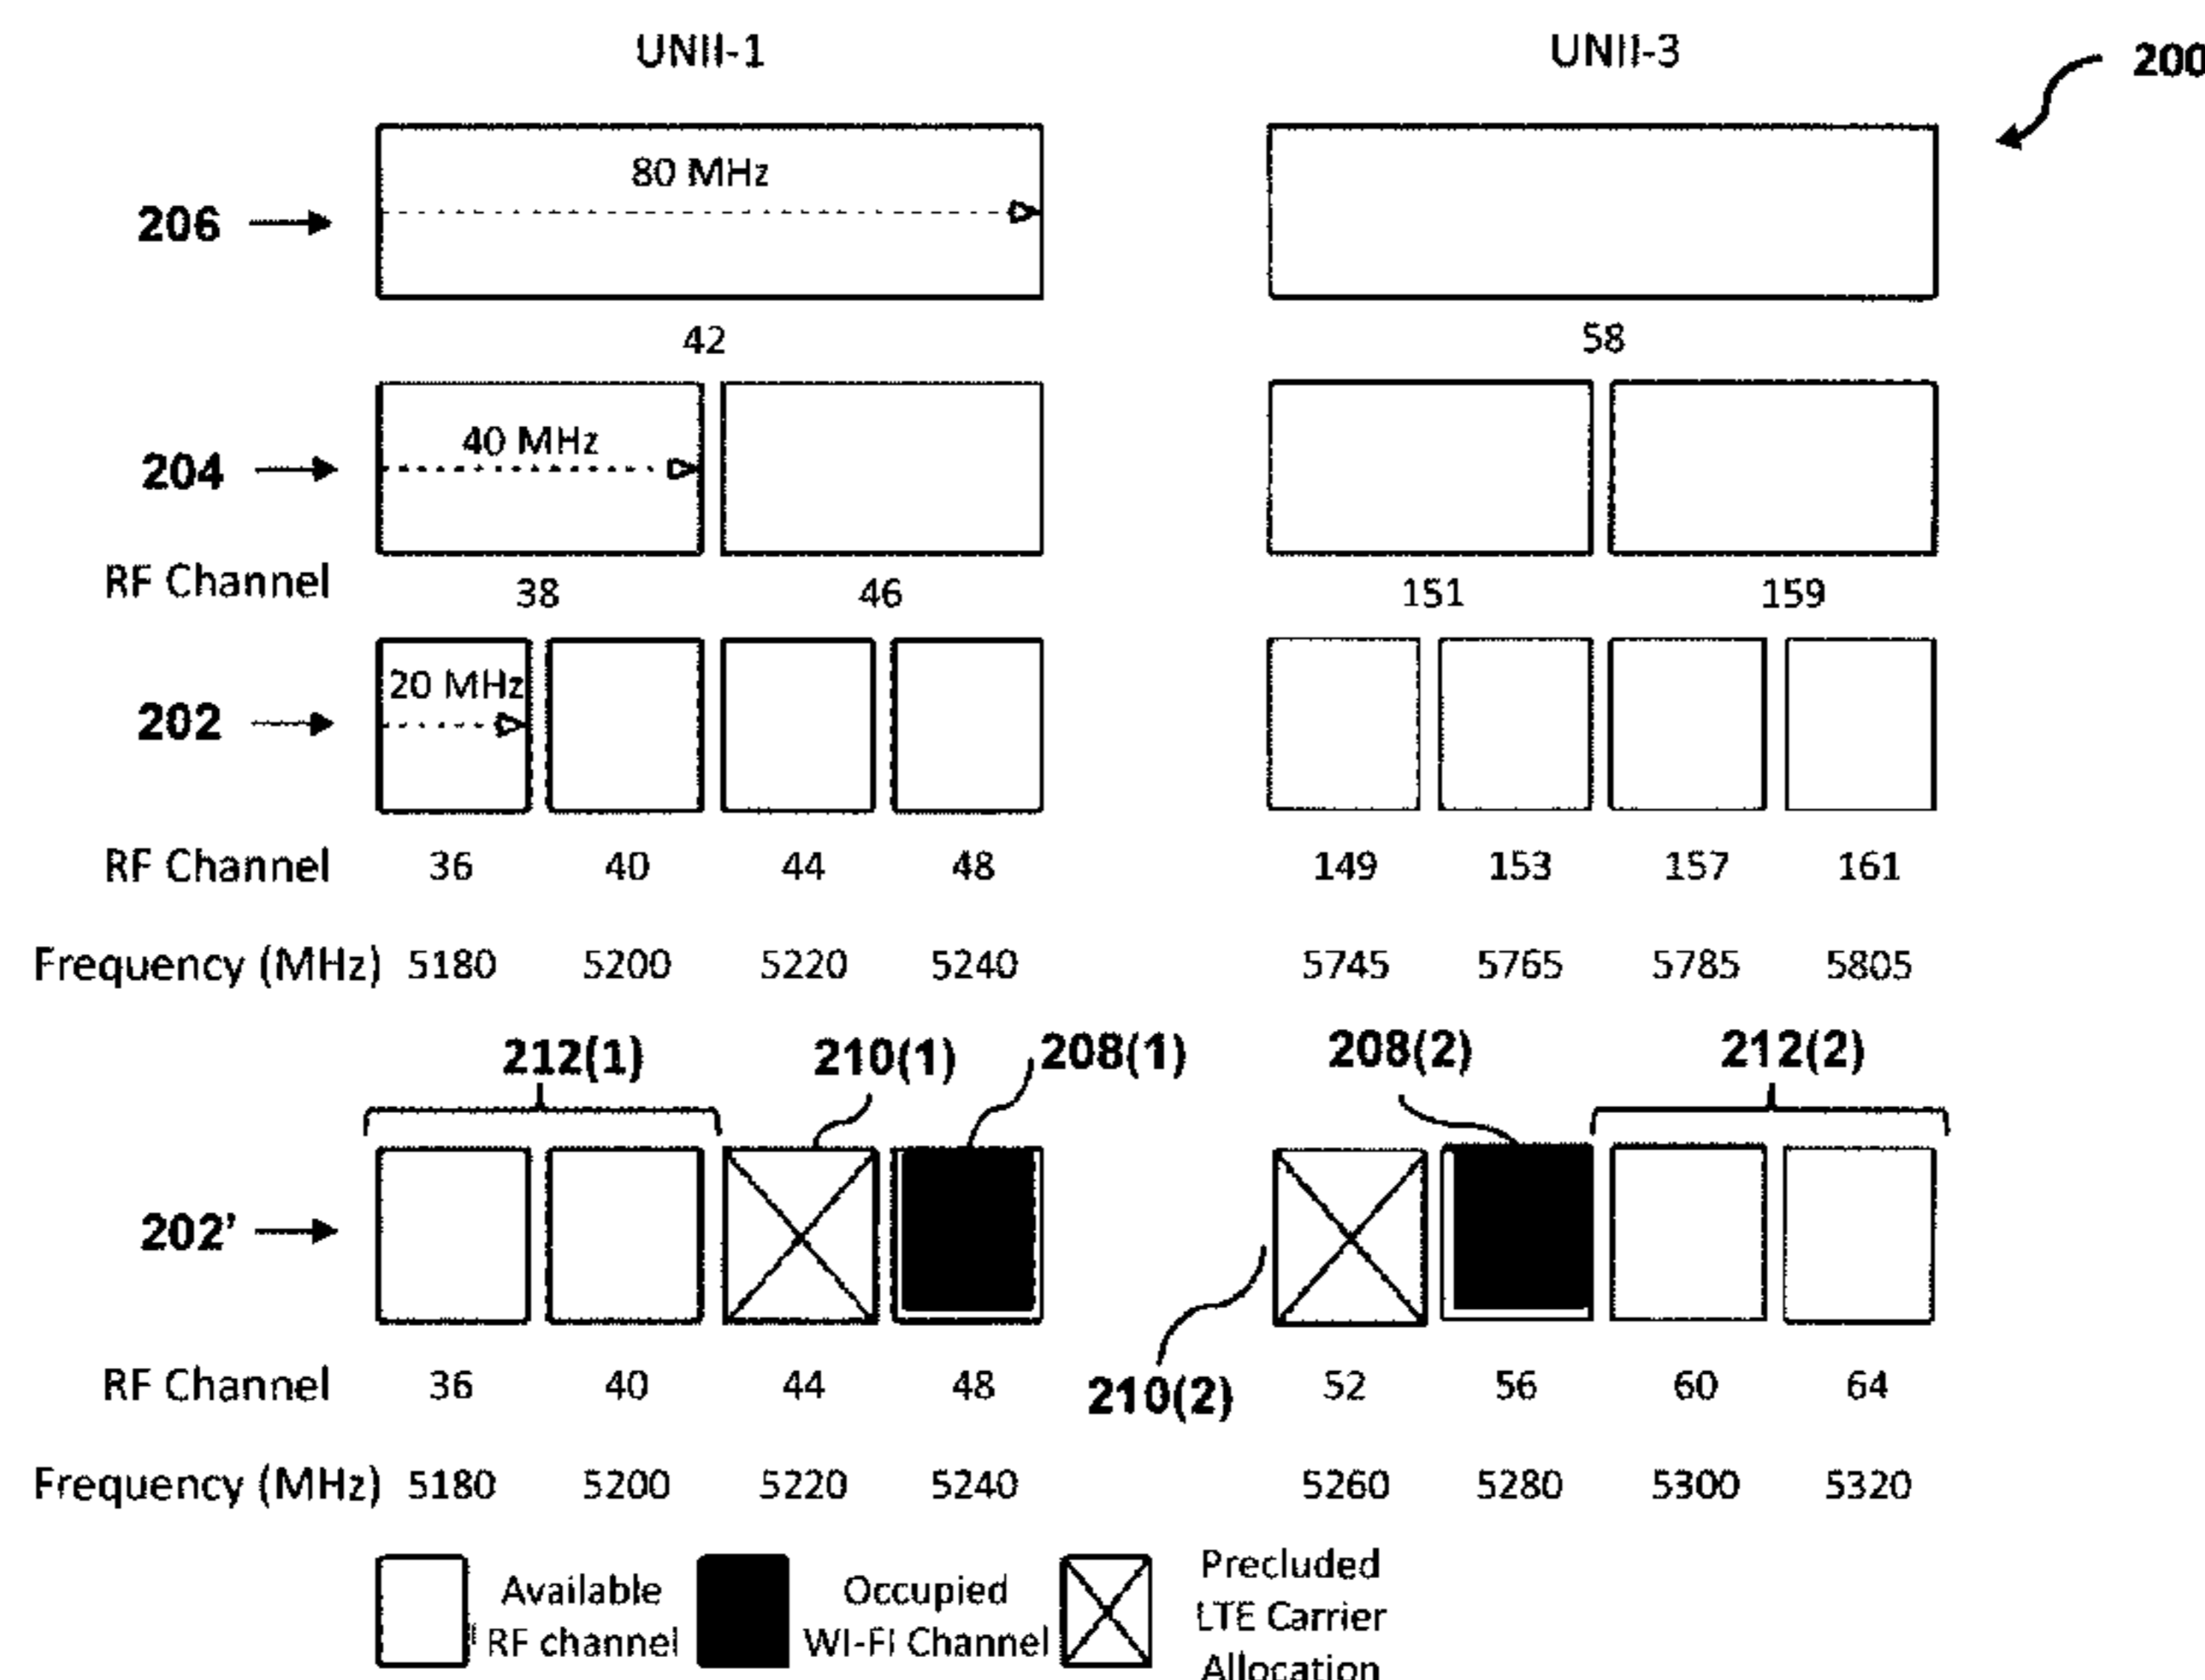 UNII-1 UNII-3 200
80 MHz
206
42 58
40 MHz
204
RF Channel 38 46 151 159
20 MHz
202
RF Channel 36 40 44 48 149 153 157 161
Frequency (MHz) 5180 5200 5220 5240 5745 5765 5785 5805
212(1) 210(1) 208(1) 208(2) 212(2)
202'
RF Channel 36 40 44 48 210(2) 52 56 60 64
Frequency (MHz) 5180 5200 5220 5240 5260 5280 5300 5320
Available
RF channel
Occupied
WI-FI Channel
Precluded
LTE Carrier
Allocation